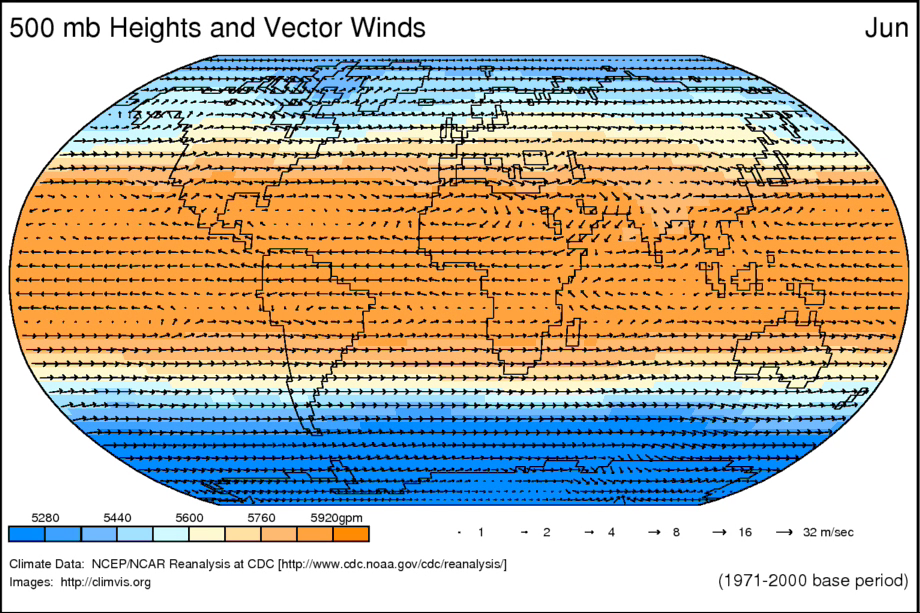 500 mb Heights and Vector Winds Jun
5280 5440 5600 5760 5920gpm 1 2 4 8 16 32 m/sec
Climate Data: NCEP/NCAR Reanalysis at CDC [http://www.cdc.noaa.gov/cdc/reanalysis/]
Images: http://climvis.org (1971-2000 base period)